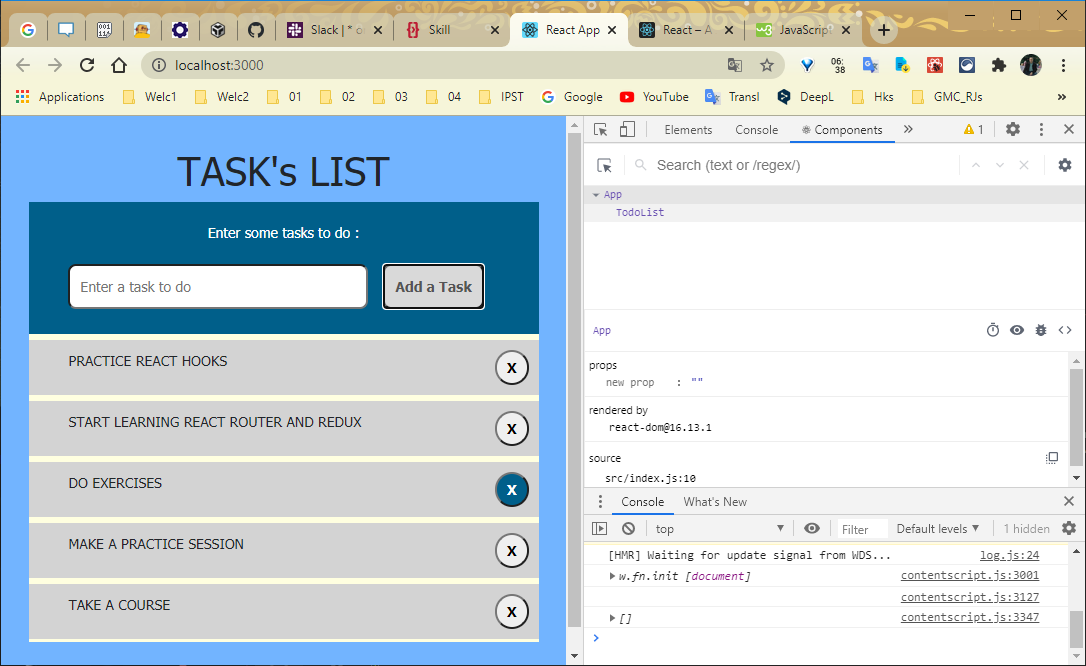 Slack | * o
Skill
React App
React – A
JavaScript
localhost:3000
06:
38
Applications
Welc1
Welc2
01
02
03
04
IPST
Google
YouTube
Transl
DeepL
Hks
GMC_RJs
»
TASK's LIST
Enter some tasks to do :
Enter a task to do
Add a Task
PRACTICE REACT HOOKS
X
START LEARNING REACT ROUTER AND REDUX
X
DO EXERCISES
X
MAKE A PRACTICE SESSION
X
TAKE A COURSE
X
Elements
Console
Components
»
1
Search (text or /regex/)
App
TodoList
App
props
new prop : ""
rendered by
react-dom@16.13.1
source
src/index.js:10
Console
What's New
top
Filter
Default levels
1 hidden
[HMR] Waiting for update signal from WDS... log.js:24
w.fn.init [document] contentscript.js:3001
contentscript.js:3127
[] contentscript.js:3347